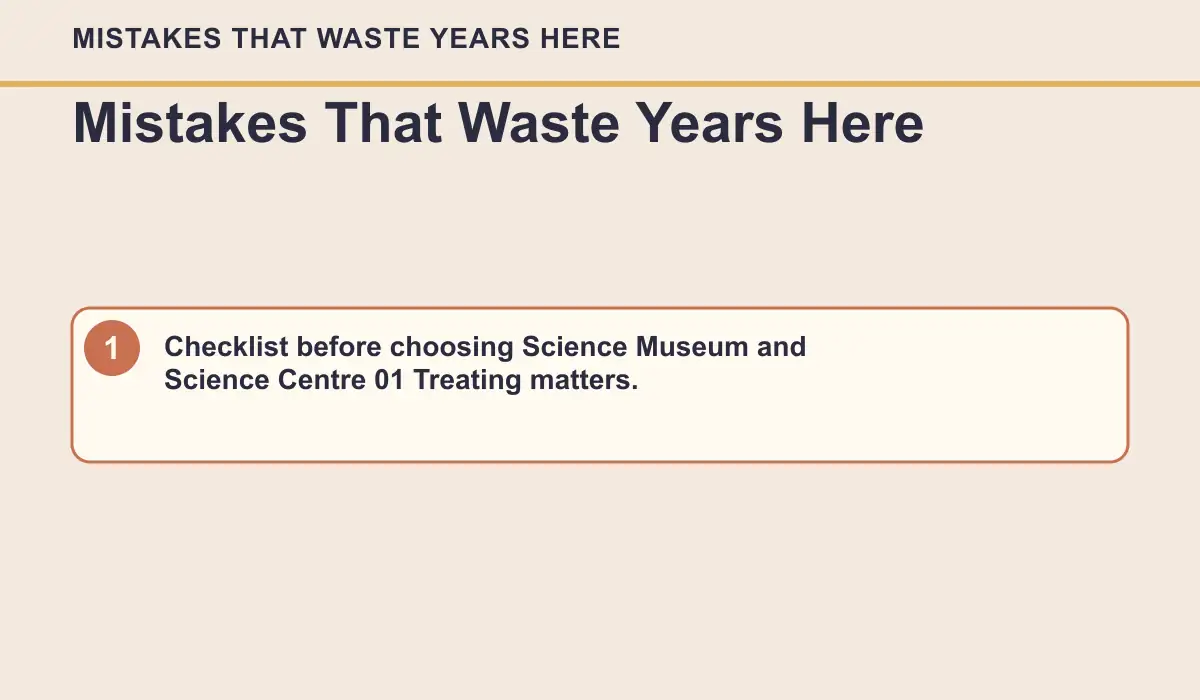 MISTAKES THAT WASTE YEARS HERE
Mistakes That Waste Years Here
1
Checklist before choosing Science Museum and
Science Centre 01 Treating matters.